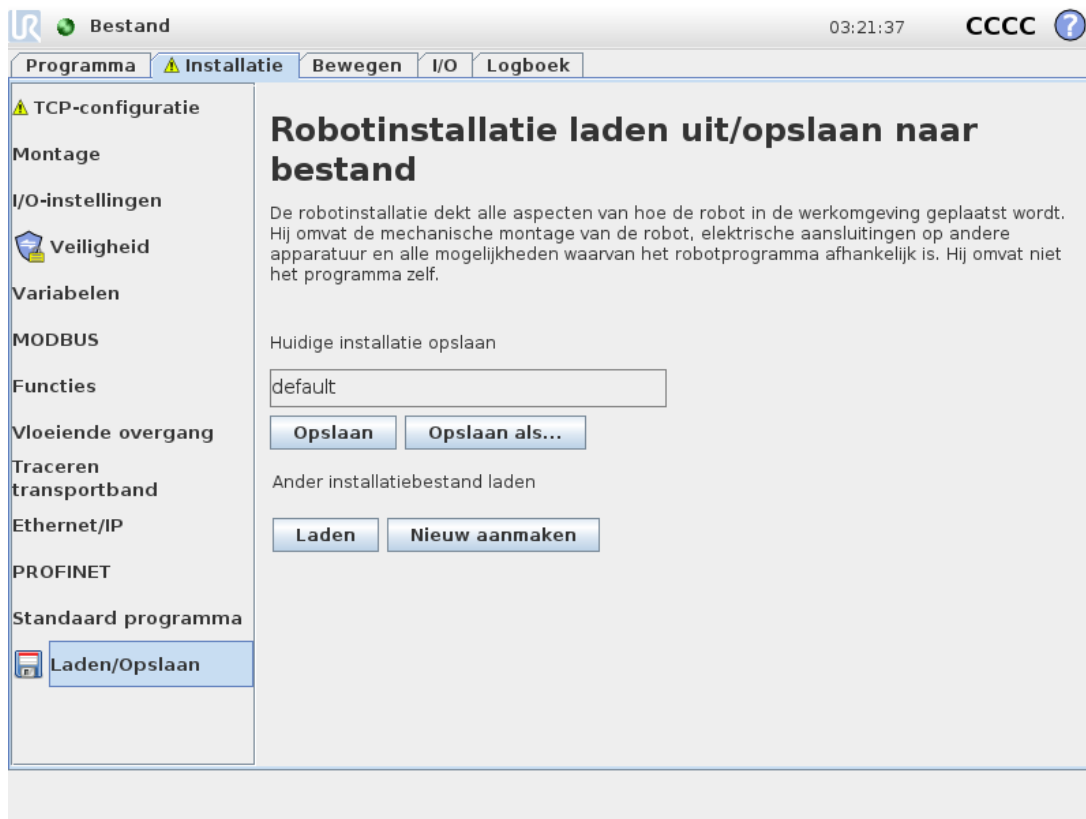 UR Bestand 03:21:37 CCCC ?
Programma Installatie Bewegen I/O Logboek
TCP-configuratie
Montage
I/O-instellingen
Veiligheid
Variabelen
MODBUS
Functies
Vloeiende overgang
Traceren
transportband
Ethernet/IP
PROFINET
Standaard programma
Laden/Opslaan
Robotinstallatie laden uit/opslaan naar
bestand
De robotinstallatie dekt alle aspecten van hoe de robot in de werkomgeving geplaatst wordt.
Hij omvat de mechanische montage van de robot, elektrische aansluitingen op andere
apparatuur en alle mogelijkheden waarvan het robotprogramma afhankelijk is. Hij omvat niet
het programma zelf.
Huidige installatie opslaan
default
Opslaan Opslaan als...
Ander installatiebestand laden
Laden Nieuw aanmaken